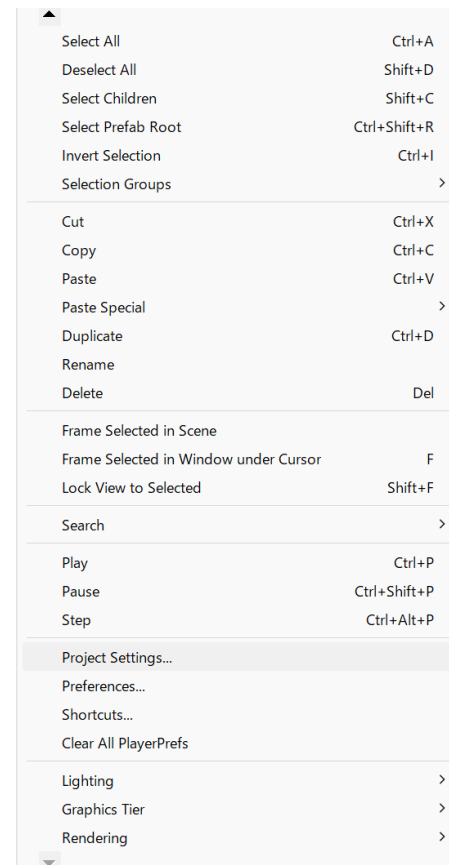 Select All Ctrl+A
Deselect All Shift+D
Select Children Shift+C
Select Prefab Root Ctrl+Shift+R
Invert Selection Ctrl+I
Selection Groups
Cut Ctrl+X
Copy Ctrl+C
Paste Ctrl+V
Paste Special
Duplicate Ctrl+D
Rename
Delete Del
Frame Selected in Scene
Frame Selected in Window under Cursor F
Lock View to Selected Shift+F
Search
Play Ctrl+P
Pause Ctrl+Shift+P
Step Ctrl+Alt+P
Project Settings...
Preferences...
Shortcuts...
Clear All PlayerPrefs
Lighting
Graphics Tier
Rendering